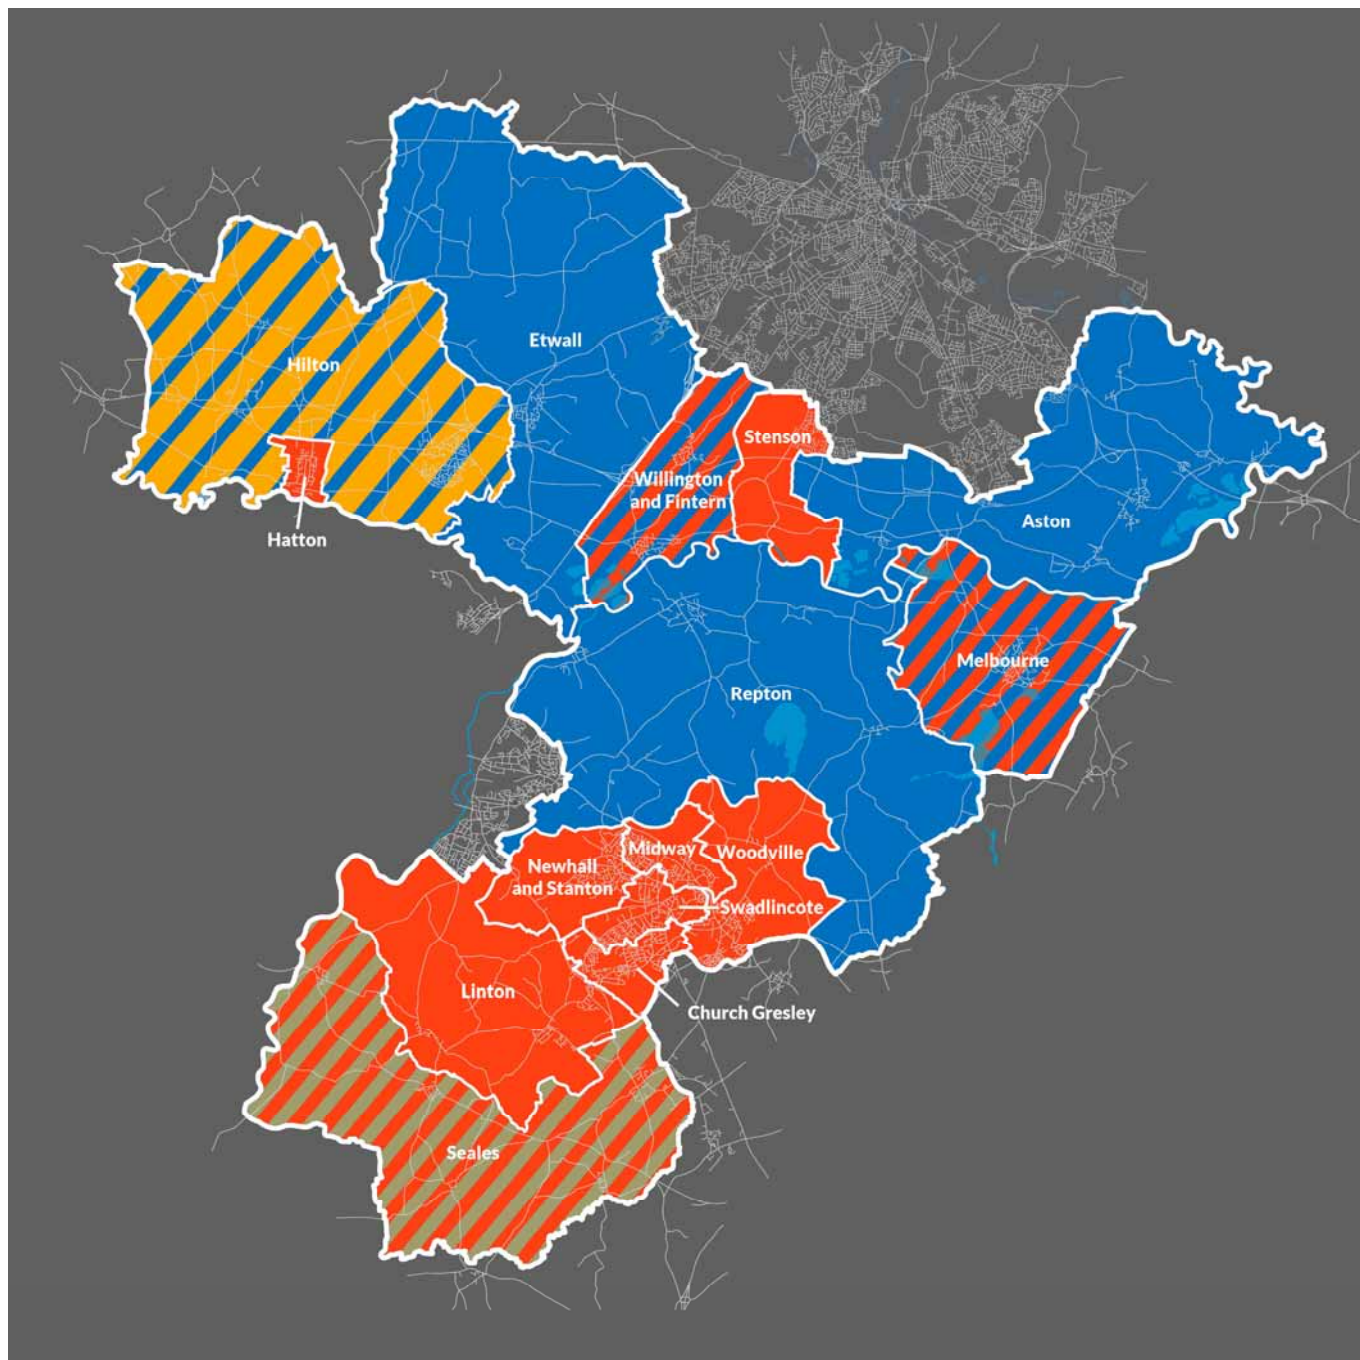 Etwall
Hilton
Stenson
Willington
and Fintern
Aston
Hatton
Melbourne
Repton
Midway
Woodville
Newhall
and Stanton
Swadlincote
Linton
Church Gresley
Seales